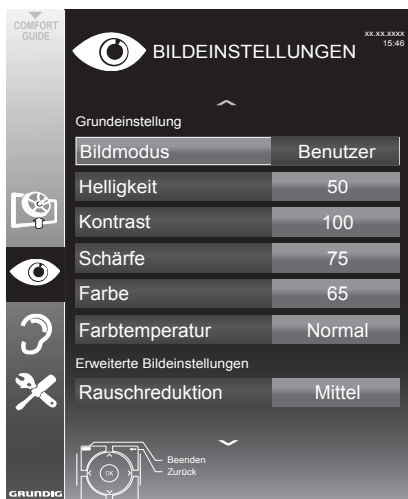 COMFORT
GUIDE
BILDEINSTELLUNGEN
xx.xx.xxxx
15:46
Grundeinstellung
Bildmodus Benutzer
Helligkeit 50
Kontrast 100
Schärfe 75
Farbe 65
Farbtemperatur Normal
Erweiterte Bildeinstellungen
Rauschreduktion Mittel
Beenden
OK Zurück
GRUNDIG